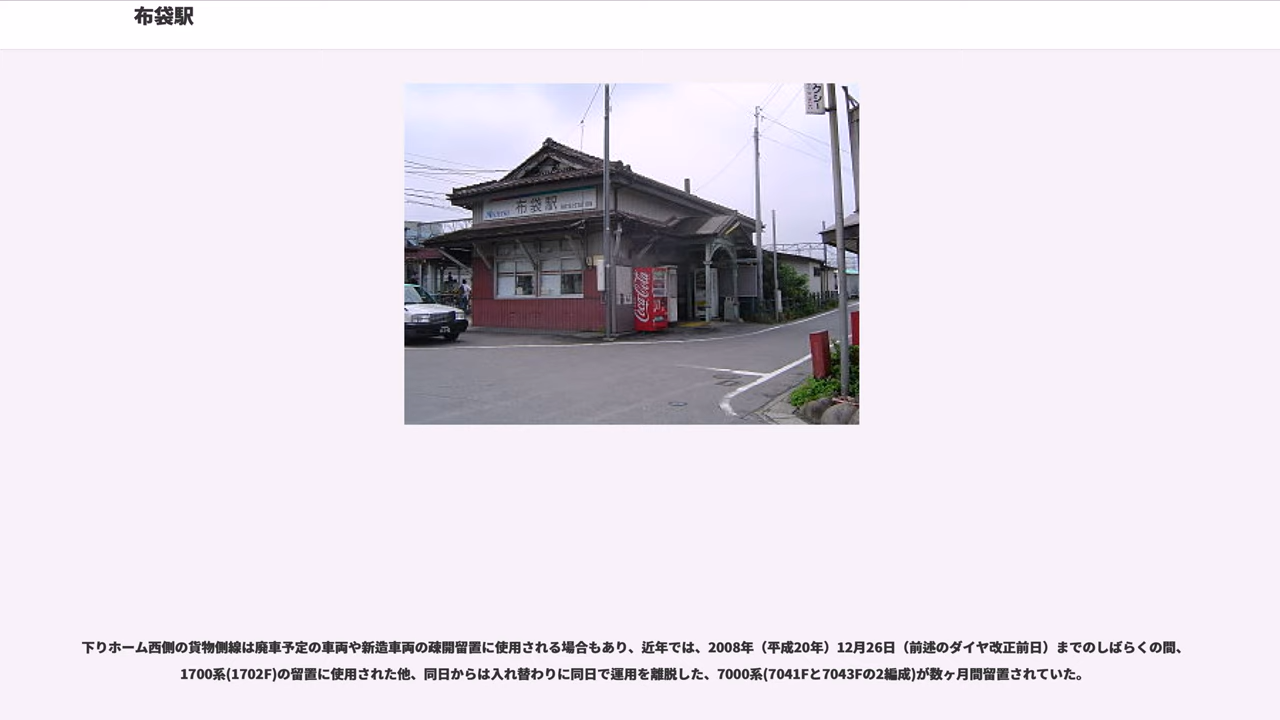 布袋駅
クシー
布袋駅
Coca-Cola
下りホーム西側の貨物側線は廃車予定の車両や新造車両の疎開留置に使用される場合もあり、近年では、2008年（平成20年）12月26日（前述のダイヤ改正前日）までのしばらくの間、
1700系(1702F)の留置に使用された他、同日からは入れ替わりに同日で運用を離脱した、7000系(7041Fと7043Fの2編成)が数ヶ月間留置されていた。